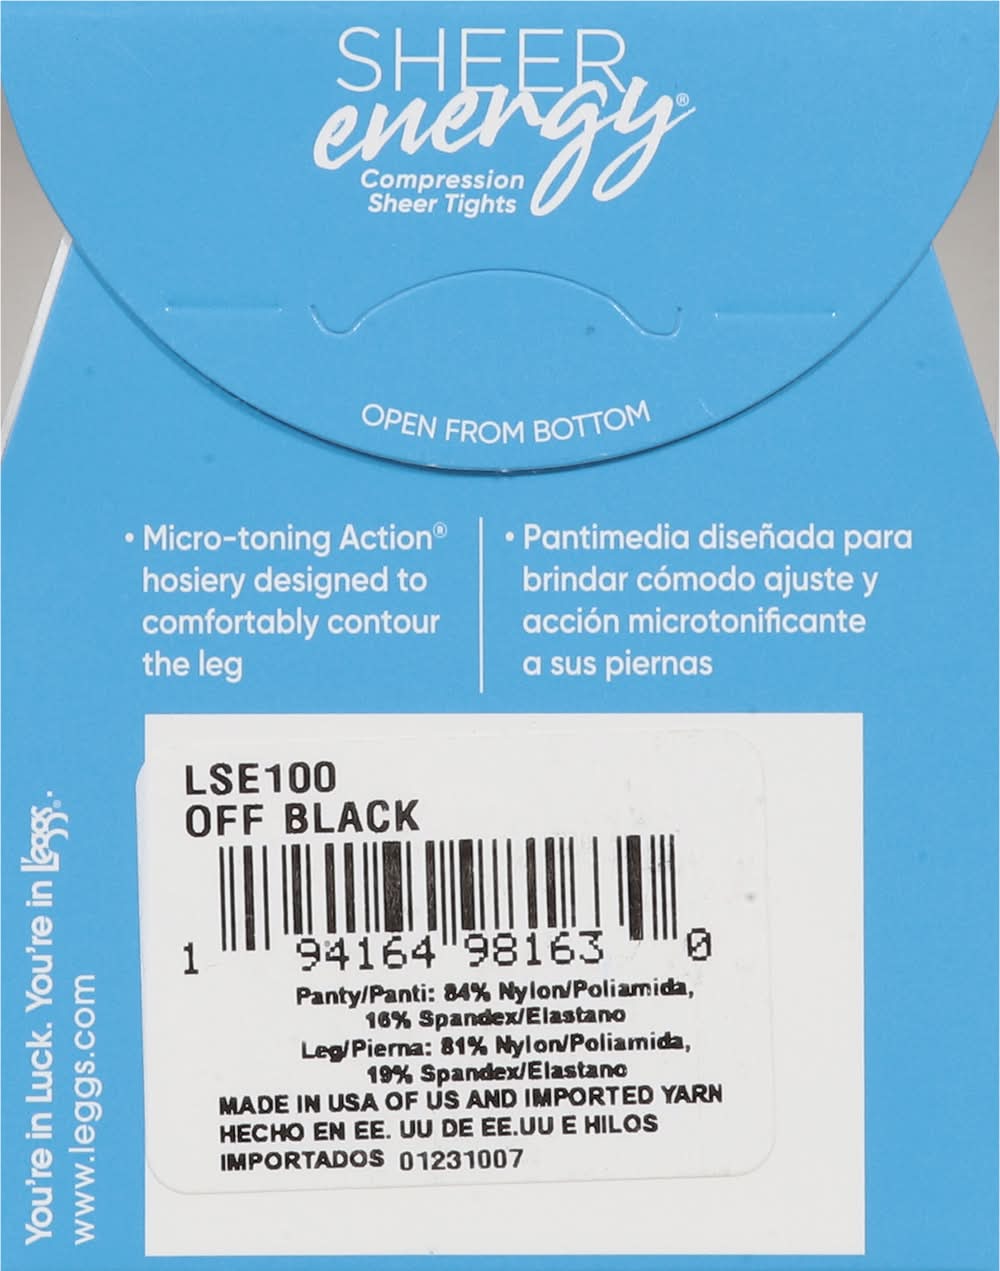 SHEER
energy®
Compression
Sheer Tights
OPEN FROM BOTTOM
• Micro-toning Action®
hosiery designed to
comfortably contour
the leg
• Pantimedia diseñada para
brindar cómodo ajuste y
acción microtonificante
a sus piernas
LSE100
OFF BLACK
1 94164 98163 0
Panty/Panti: 84% Nylon/Poliamida,
16% Spandex/Elastano
Leg/Pierna: 81% Nylon/Poliamida,
19% Spandex/Elastano
MADE IN USA OF US AND IMPORTED YARN
HECHO EN EE. UU DE EE.UU E HILOS
IMPORTADOS 01231007
You're in Luck. You're in L'eggs®.
www.leggs.com